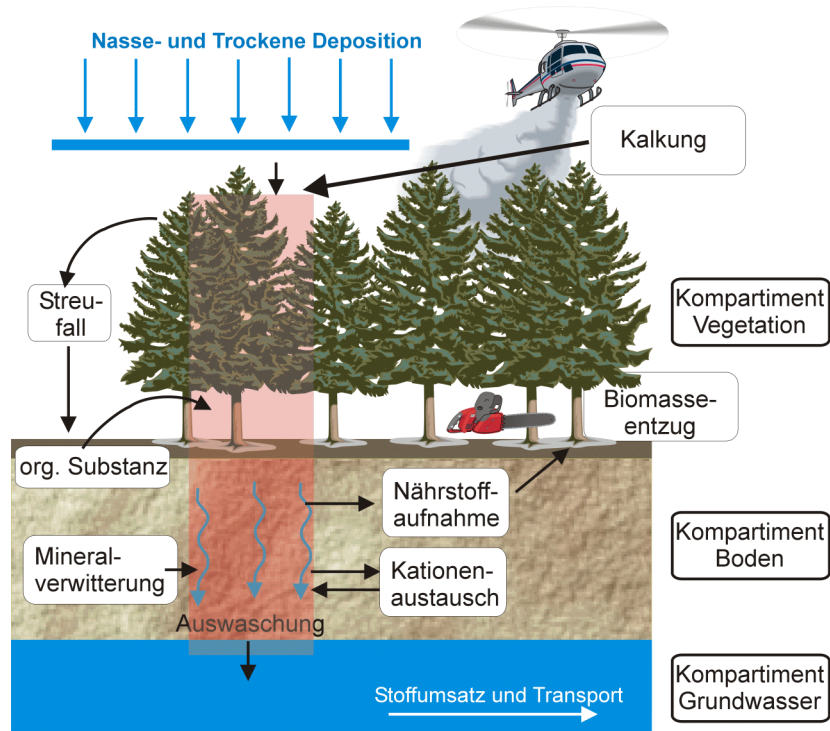 Nasse- und Trockene Deposition
Kalkung
Streu-
fall
Kompartiment
Vegetation
Biomasse-
entzug
org. Substanz
Nährstoff-
aufnahme
Kompartiment
Boden
Mineral-
verwitterung
Kationen-
austausch
Auswaschung
Kompartiment
Grundwasser
Stoffumsatz und Transport